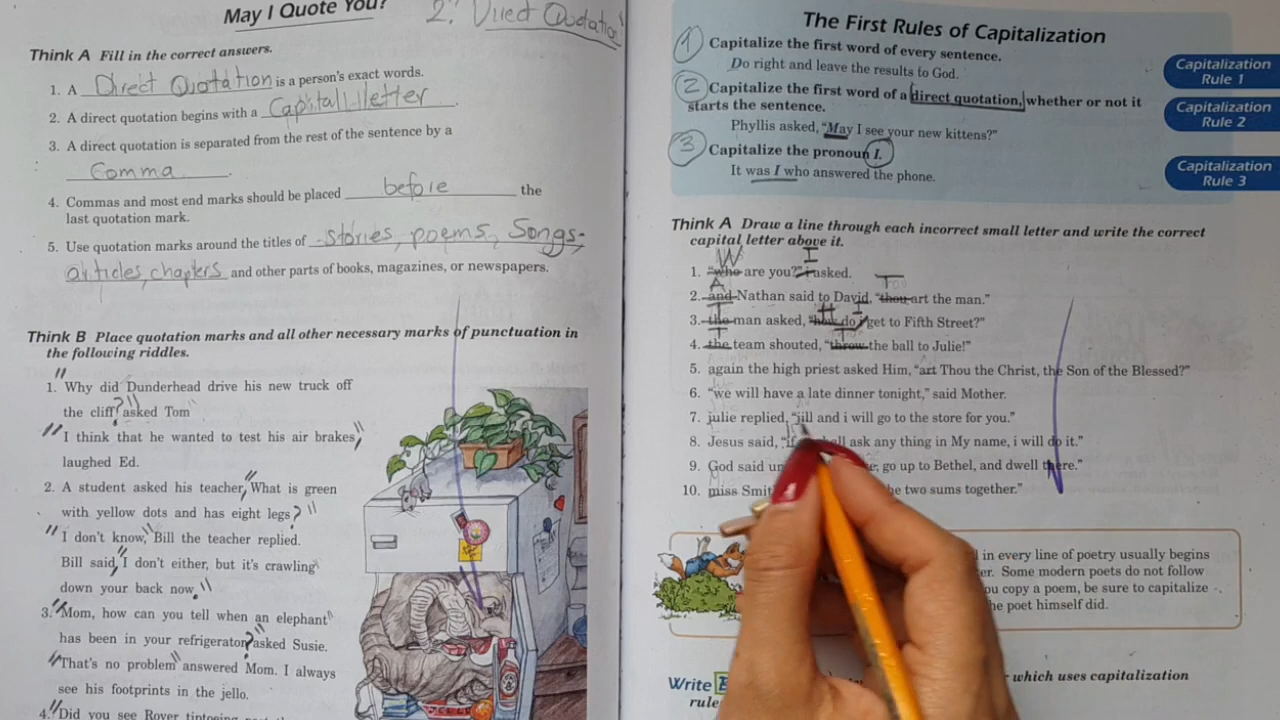 May I Quote You?
2. Direct Quotation
Think A Fill in the correct answers.
1. A Direct Quotation is a person's exact words.
2. A direct quotation begins with a Capital letter.
3. A direct quotation is separated from the rest of the sentence by a
Comma.
4. Commas and most end marks should be placed before the
last quotation mark.
5. Use quotation marks around the titles of stories, poems, Songs,
articles, chapters and other parts of books, magazines, or newspapers.
Think B Place quotation marks and all other necessary marks of punctuation in
the following riddles.
1. "Why did Dunderhead drive his new truck off
the cliff?" asked Tom
"I think that he wanted to test his air brakes,"
laughed Ed.
2. A student asked his teacher, "What is green
with yellow dots and has eight legs?"
"I don't know," Bill the teacher replied.
Bill said, "I don't either, but it's crawling
down your back now."
3. "Mom, how can you tell when an elephant
has been in your refrigerator?" asked Susie.
"That's no problem" answered Mom. I always
see his footprints in the jello.
4. "Did you see Rover tiptoeing
The First Rules of Capitalization
1 Capitalize the first word of every sentence.
Do right and leave the results to God.
Capitalization
Rule 1
2 Capitalize the first word of a direct quotation, whether or not it
starts the sentence.
Phyllis asked, "May I see your new kittens?"
Capitalization
Rule 2
3 Capitalize the pronoun I.
It was I who answered the phone.
Capitalization
Rule 3
Think A Draw a line through each incorrect small letter and write the correct
capital letter above it.
W I
1. "who are you?" i asked.
A T
2. and Nathan said to David, "thou art the man."
T H I
3. the man asked, "how do i get to Fifth Street?"
T T
4. the team shouted, "throw the ball to Julie!"
5. again the high priest asked Him, "art Thou the Christ, the Son of the Blessed?"
6. "we will have a late dinner tonight," said Mother.
7. julie replied, "jill and i will go to the store for you."
8. Jesus said, "if ask any thing in My name, i will do it."
9. God said go up to Bethel, and dwell there."
10. miss two sums together."
in every line of poetry usually begins
Some modern poets do not follow
copy a poem, be sure to capitalize
poet himself did.
Write
which uses capitalization
rule